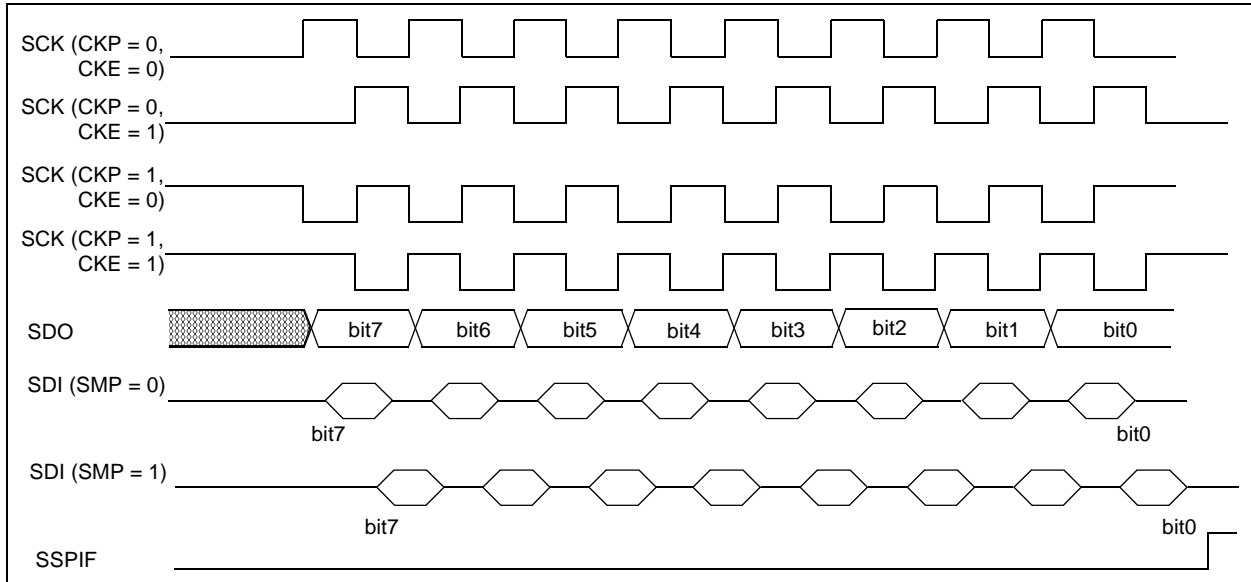 SCK (CKP = 0,
CKE = 0)
SCK (CKP = 0,
CKE = 1)
SCK (CKP = 1,
CKE = 0)
SCK (CKP = 1,
CKE = 1)
SDO bit7 bit6 bit5 bit4 bit3 bit2 bit1 bit0
SDI (SMP = 0)
bit7 bit0
SDI (SMP = 1)
bit7 bit0
SSPIF